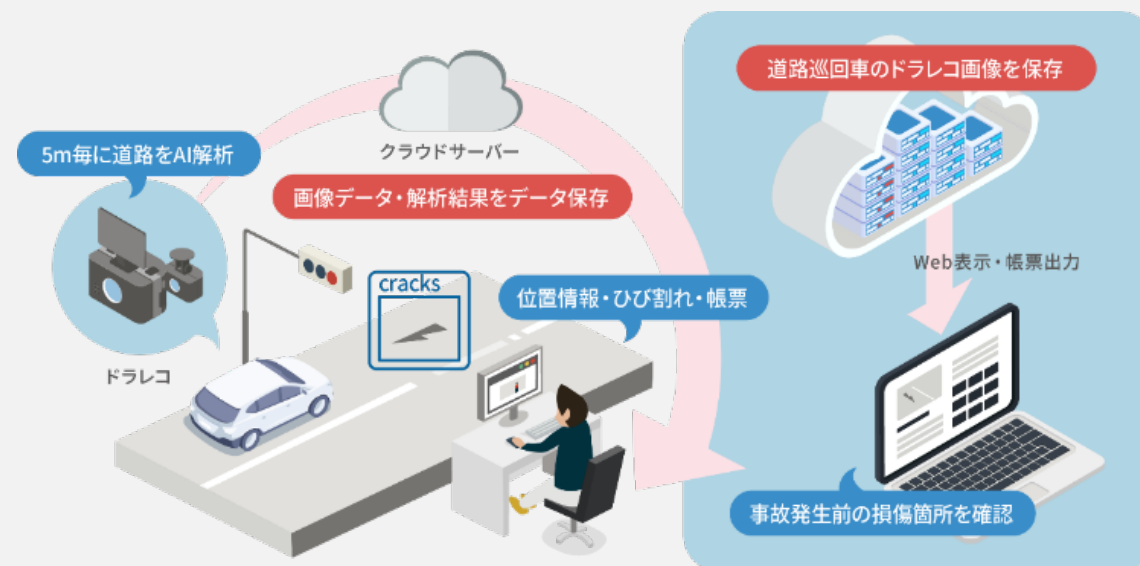 5m毎に道路をAI解析
ドラレコ
クラウドサーバー
画像データ・解析結果をデータ保存
cracks
位置情報・ひび割れ・帳票
道路巡回車のドラレコ画像を保存
Web表示・帳票出力
事故発生前の損傷箇所を確認